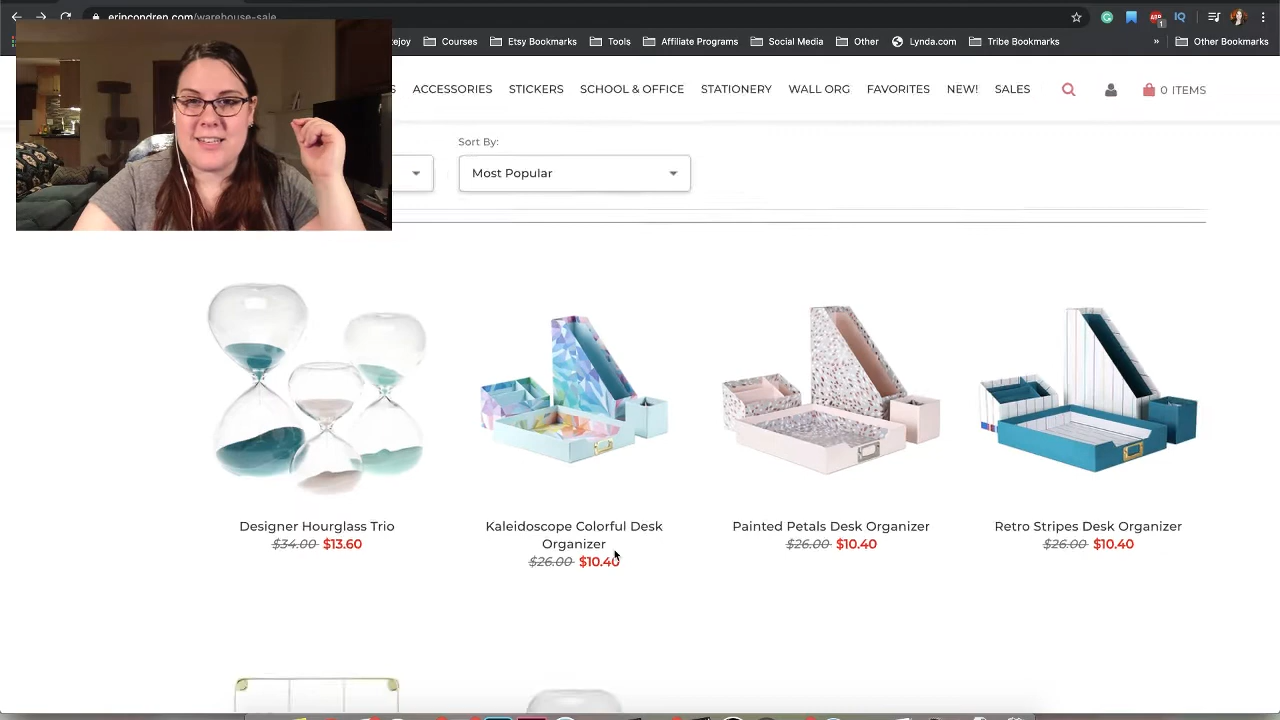 erincondren.com/warehouse-sale
1
IQ
ejoy Courses Etsy Bookmarks Tools Affiliate Programs Social Media Other Lynda.com Tribe Bookmarks » Other Bookmarks
S ACCESSORIES STICKERS SCHOOL & OFFICE STATIONERY WALL ORG FAVORITES NEW! SALES 0 ITEMS
Sort By:
Most Popular
Designer Hourglass Trio
$34.00 $13.60
Kaleidoscope Colorful Desk
Organizer
$26.00 $10.40
Painted Petals Desk Organizer
$26.00 $10.40
Retro Stripes Desk Organizer
$26.00 $10.40